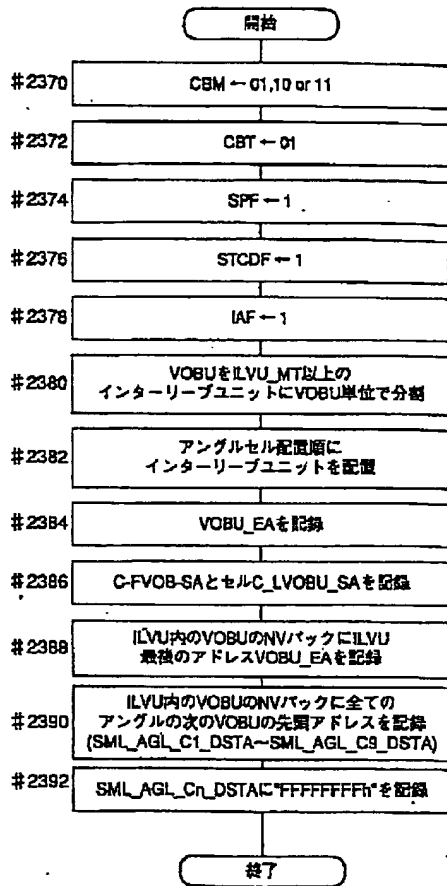 開始
#2370
CBM ← 01,10 or 11
#2372
CBT ← 01
#2374
SPF ← 1
#2376
STCDF ← 1
#2378
IAF ← 1
#2380
VOBUをILVU_MT以上の
インターリーブユニットにVOBU単位で分割
#2382
アングルセル配置順に
インターリーブユニットを配置
#2384
VOBU_EAを記録
#2386
C-FVOB-SAとセルC_LVOBU_SAを記録
#2388
ILVU内のVOBUのNVパックにILVU
最後のアドレスVOBU_EAを記録
#2390
ILVU内のVOBUのNVパックに全ての
アングルの次のVOBUの先頭アドレスを記録
(SML_AGL_C1_DSTA～SML_AGL_C9_DSTA)
#2392
SML_AGL_Cn_DSTAに"FFFFFFFFh"を記録
終了